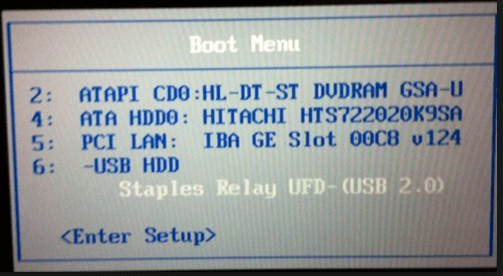 Boot Menu
2: ATAPI CD0:HL-DT-ST DVDRAM GSA-U
4: ATA HDD0: HITACHI HTS722020K9SA
5: PCI LAN: IBA GE Slot 00C8 v124
6: -USB HDD
Staples Relay UFD-(USB 2.0)
<Enter Setup>